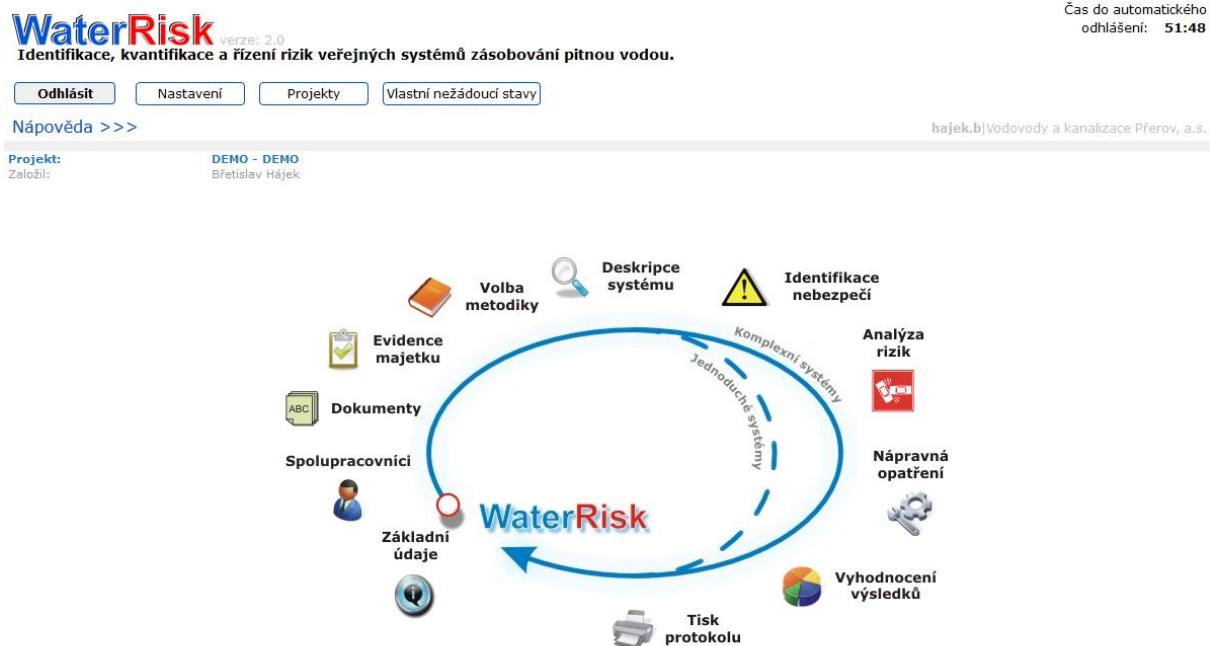 Čas do automatického
odhlášení: 51:48
WaterRisk verze: 2.0
Identifikace, kvantifikace a řízení rizik veřejných systémů zásobování pitnou vodou.
Odhlásit Nastavení Projekty Vlastní nežádoucí stavy
Nápověda >>> hajek.b|Vodovody a kanalizace Přerov, a.s.
Projekt: DEMO - DEMO
Založil: Břetislav Hájek
Deskripce
systému
Identifikace
nebezpečí
Volba
metodiky
Evidence
majetku
Komplexní systémy
Jednoduché systémy
Analýza
rizik
ABC Dokumenty
Spolupracovníci
Nápravná
opatření
WaterRisk
Základní
údaje
Vyhodnocení
výsledků
Tisk
protokolu